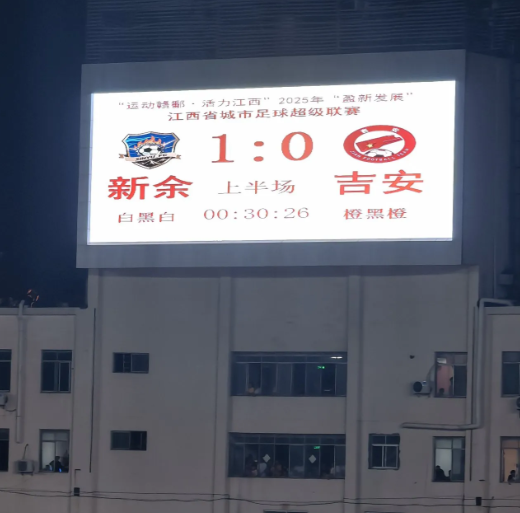 “运动赣鄱·活力江西”2025年“盈新发展”
江西省城市足球超级联赛
1:0
新余 上半场 吉安
白黑白 00:30:26 橙黑橙